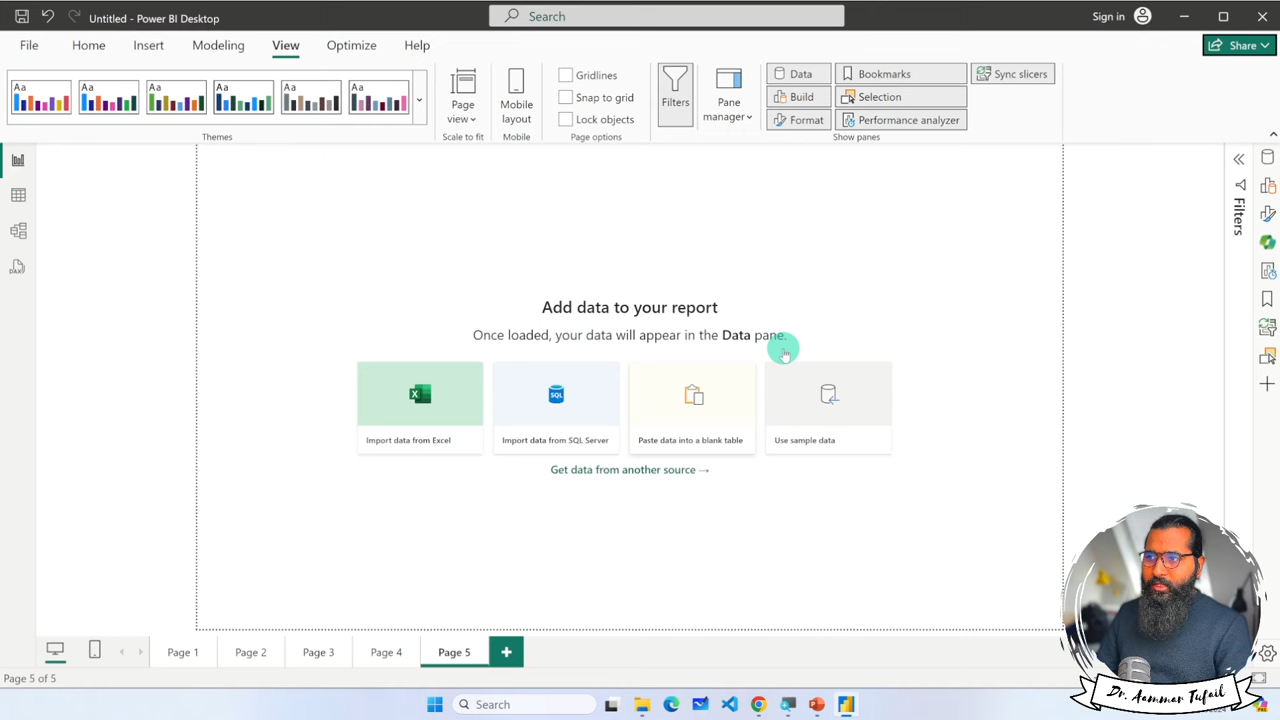 Untitled - Power BI Desktop
Search
Sign in
File
Home
Insert
Modeling
View
Optimize
Help
Share
Aa
Aa
Aa
Aa
Aa
Aa
Themes
Page
view
Scale to fit
Mobile
layout
Mobile
Gridlines
Snap to grid
Lock objects
Page options
Filters
Pane
manager
Data
Build
Format
Bookmarks
Selection
Performance analyzer
Sync slicers
Show panes
Filters
Add data to your report
Once loaded, your data will appear in the Data pane.
SQL
Import data from Excel
Import data from SQL Server
Paste data into a blank table
Use sample data
Get data from another source →
Page 1
Page 2
Page 3
Page 4
Page 5
Page 5 of 5
Search
Dr. Aammar Tufail